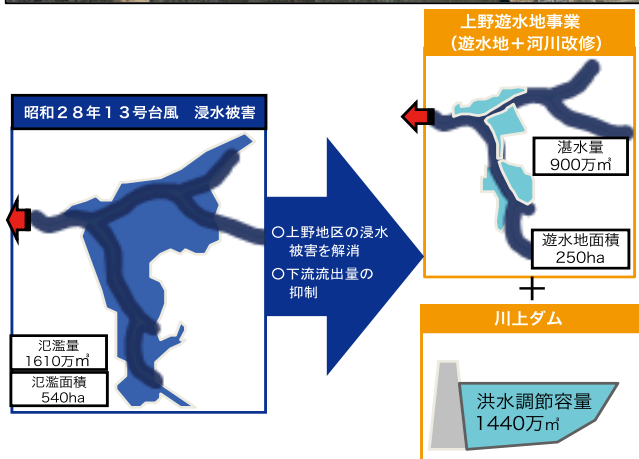 昭和２８年１３号台風　浸水被害
氾濫量
1610万㎥
氾濫面積
540ha
〇上野地区の浸水
被害を解消
〇下流流出量の
抑制
上野遊水地事業
（遊水地＋河川改修）
湛水量
900万㎥
遊水地面積
250ha
＋
川上ダム
洪水調節容量
1440万㎥